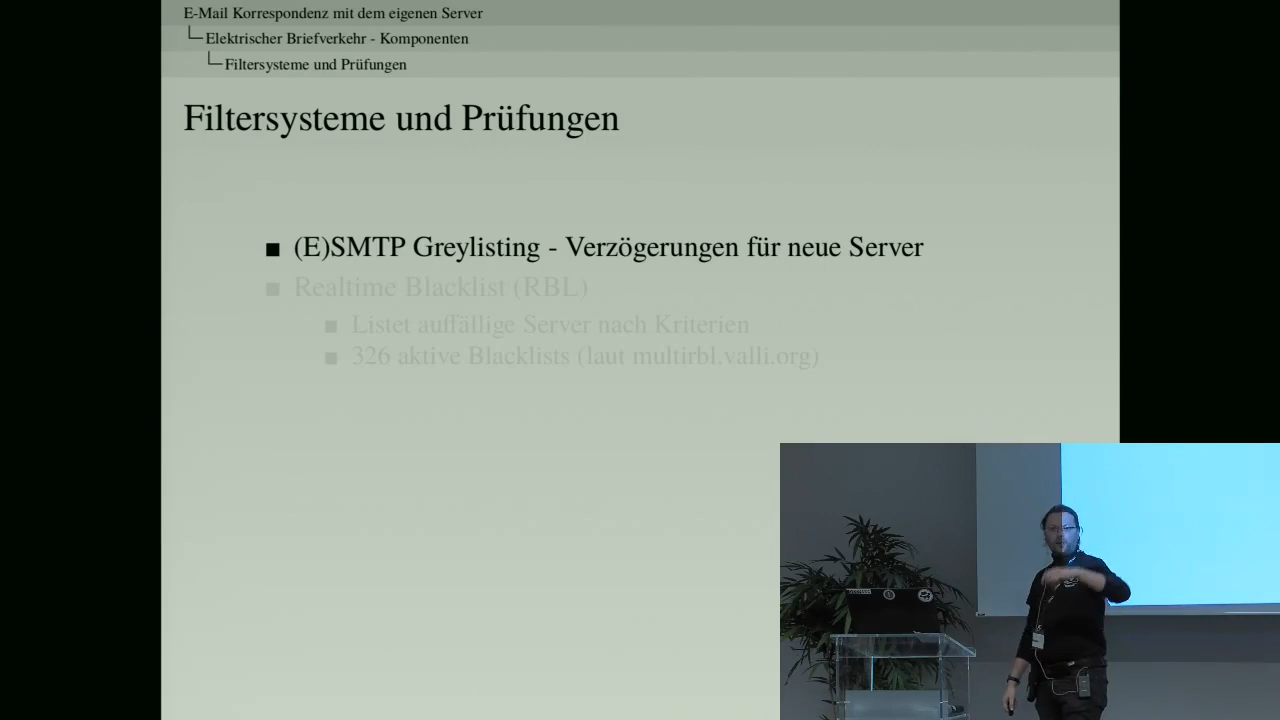 E-Mail Korrespondenz mit dem eigenen Server
Elektrischer Briefverkehr - Komponenten
Filtersysteme und Prüfungen
Filtersysteme und Prüfungen
(E)SMTP Greylisting - Verzögerungen für neue Server
Realtime Blacklist (RBL)
Listet auffällige Server nach Kriterien
326 aktive Blacklists (laut multirbl.valli.org)